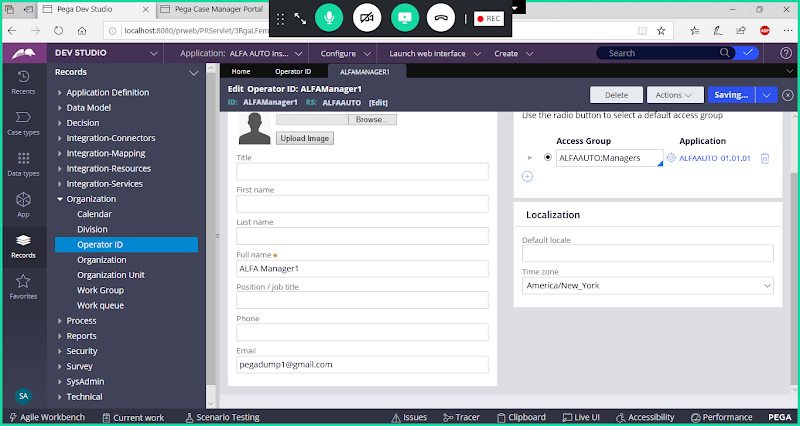 Pega Dev Studio
Pega Case Manager Portal
REC
localhost:8080/prweb/PRServlet/3RgaLFem
DEV STUDIO
Application: ALFA AUTO Ins...
Configure
Launch web interface
Create
Search
Recents
Case types
Data types
App
Records
Favorites
SA
Records
Application Definition
Data Model
Decision
Integration-Connectors
Integration-Mapping
Integration-Resources
Integration-Services
Organization
Calendar
Division
Operator ID
Organization
Organization Unit
Work Group
Work queue
Process
Reports
Security
Survey
SysAdmin
Technical
Home
Operator ID
ALFAMANAGER1
Edit Operator ID: ALFAManager1
ID: ALFAManager1 RS: ALFAAUTO [Edit]
Delete
Actions
Saving...
Browse...
Upload Image
Title
First name
Last name
Full name *
ALFA Manager1
Position / job title
Phone
Email
pegadump1@gmail.com
Use the radio button to select a default access group
Access Group Application
ALFAAUTO:Managers ALFAAUTO 01.01.01
Localization
Default locale
Time zone
America/New_York
Agile Workbench
Current work
Scenario Testing
Issues
Tracer
Clipboard
Live UI
Accessibility
Performance
PEGA